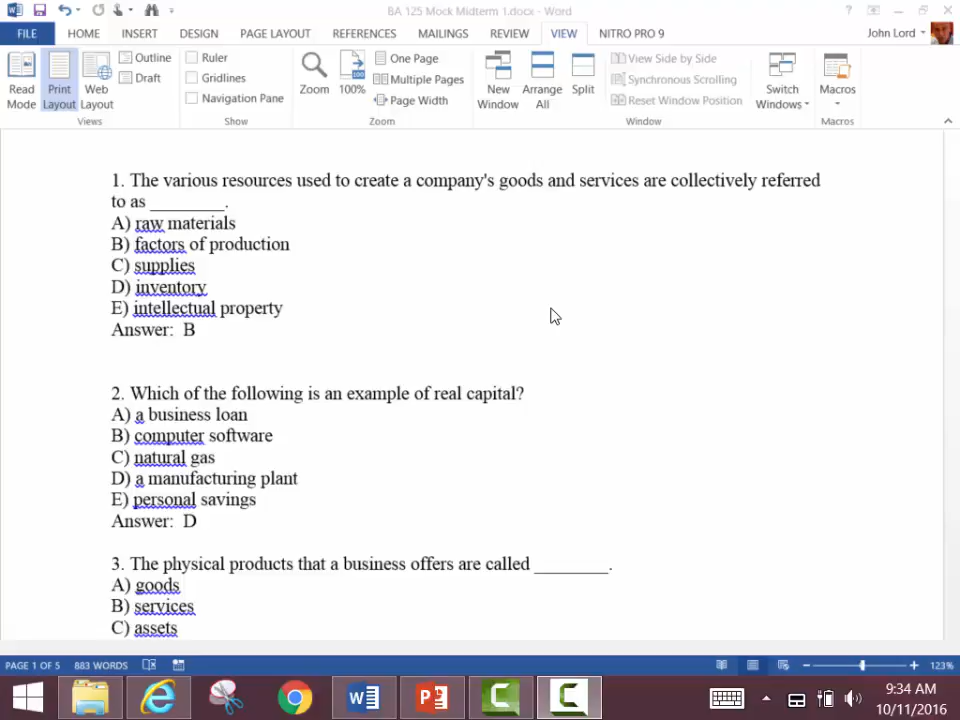 BA 125 Mock Midterm 1.docx - Word
?
FILE HOME INSERT DESIGN PAGE LAYOUT REFERENCES MAILINGS REVIEW VIEW NITRO PRO 9 John Lord
Read Mode
Print Layout
Web Layout
Outline
Draft
Views
Ruler
Gridlines
Navigation Pane
Show
Zoom
100%
One Page
Multiple Pages
Page Width
Zoom
New Window
Arrange All
Split
View Side by Side
Synchronous Scrolling
Reset Window Position
Window
Switch Windows
Macros
Macros
1. The various resources used to create a company's goods and services are collectively referred
to as ________.
A) raw materials
B) factors of production
C) supplies
D) inventory
E) intellectual property
Answer: B
2. Which of the following is an example of real capital?
A) a business loan
B) computer software
C) natural gas
D) a manufacturing plant
E) personal savings
Answer: D
3. The physical products that a business offers are called ________.
A) goods
B) services
C) assets
PAGE 1 OF 5 883 WORDS 123%
9:34 AM
10/11/2016